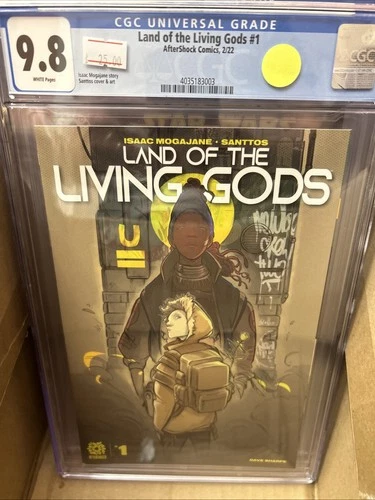 CGC UNIVERSAL GRADE
9.8
WHITE Pages
25.00
Land of the Living Gods #1
AfterShock Comics, 2/22
Isaac Mogajane story
Santtos cover & art
4035183003
CGC
ISAAC MOGAJANE · SANTTOS
LAND OF THE
LIVING GODS
#1